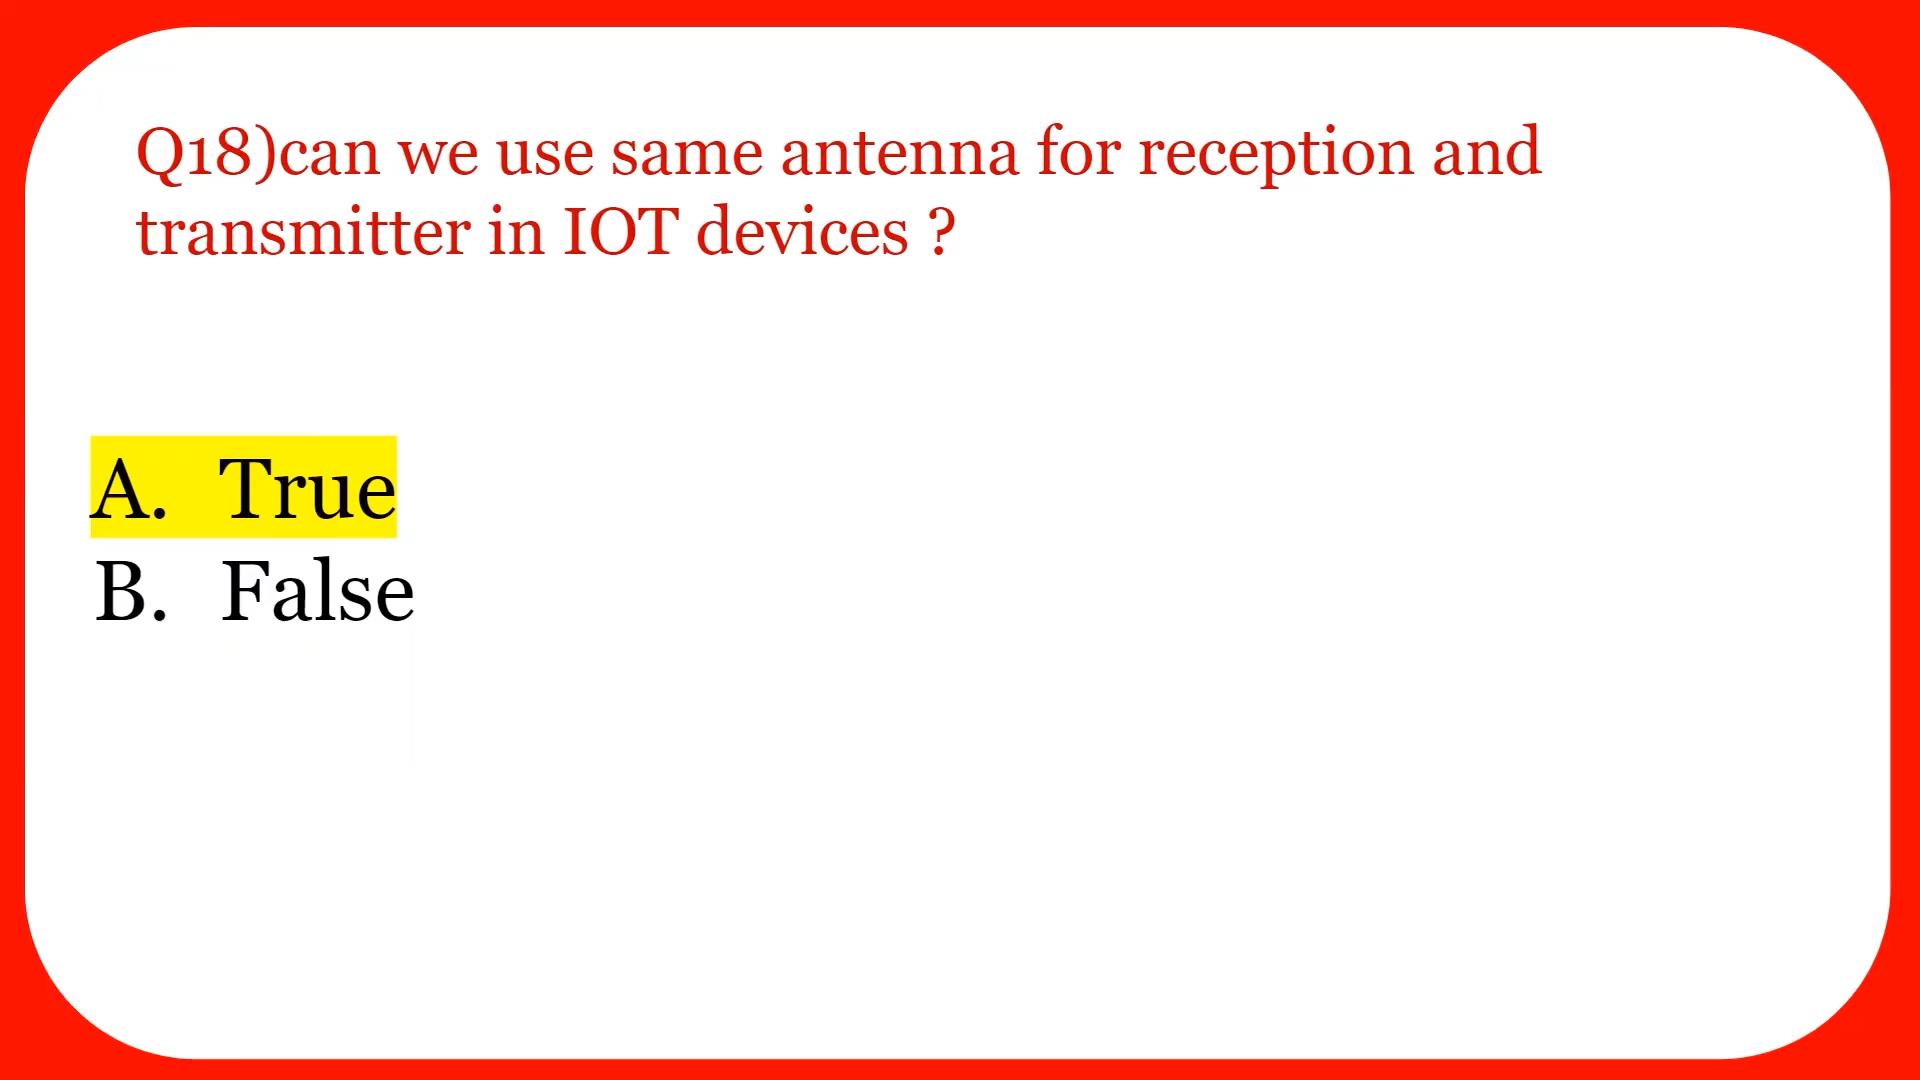 Q18)can we use same antenna for reception and
transmitter in IOT devices ?
A. True
B. False